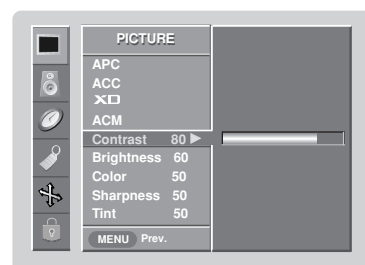 PICTURE
APC
ACC
XD
ACM
Contrast 80 ▶
Brightness 60
Color 50
Sharpness 50
Tint 50
MENU Prev.